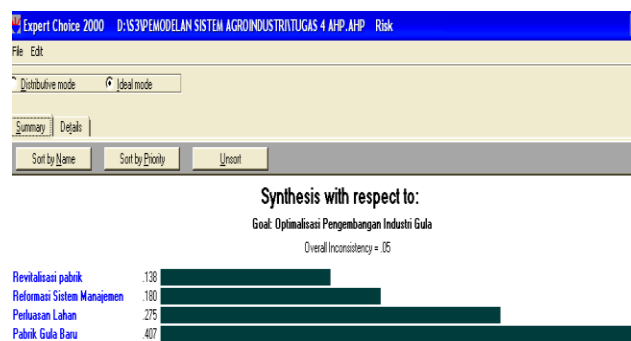 Expert Choice 2000 D:\S3\PEMODELAN SISTEM AGROINDUSTRI\TUGAS 4 AHP.AHP Risk
File Edit
Distributive mode Ideal mode
Summary Details
Sort by Name Sort by Priority Unsort
Synthesis with respect to:
Goal: Optimalisasi Pengembangan Industri Gula
Overall Inconsistency = .05
Revitalisasi pabrik .138
Reformasi Sistem Manajemen .180
Perluasan Lahan .275
Pabrik Gula Baru .407